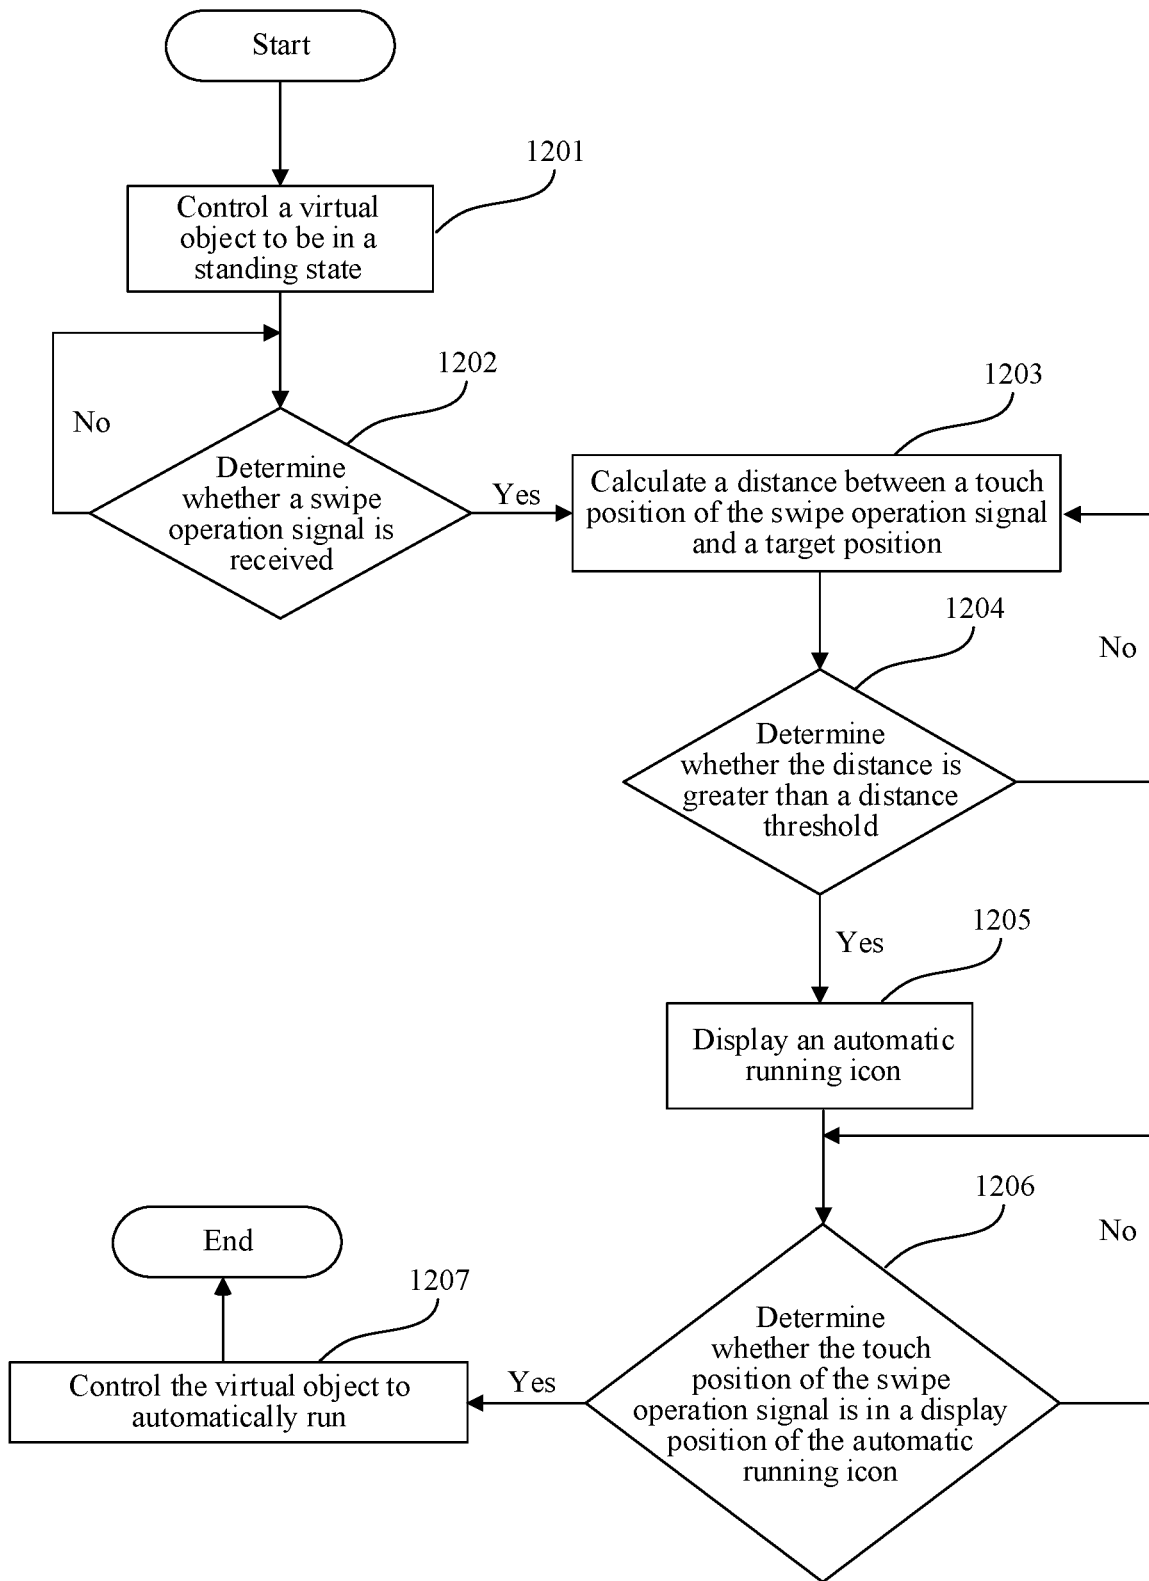 Start
1201
Control a virtual
object to be in a
standing state
1202
No
Determine
whether a swipe
operation signal is
received
Yes
1203
Calculate a distance between a touch
position of the swipe operation signal
and a target position
1204
No
Determine
whether the distance is
greater than a distance
threshold
Yes
1205
Display an automatic
running icon
1206
No
Determine
whether the touch
position of the swipe
operation signal is in a display
position of the automatic
running icon
Yes
1207
Control the virtual object to
automatically run
End